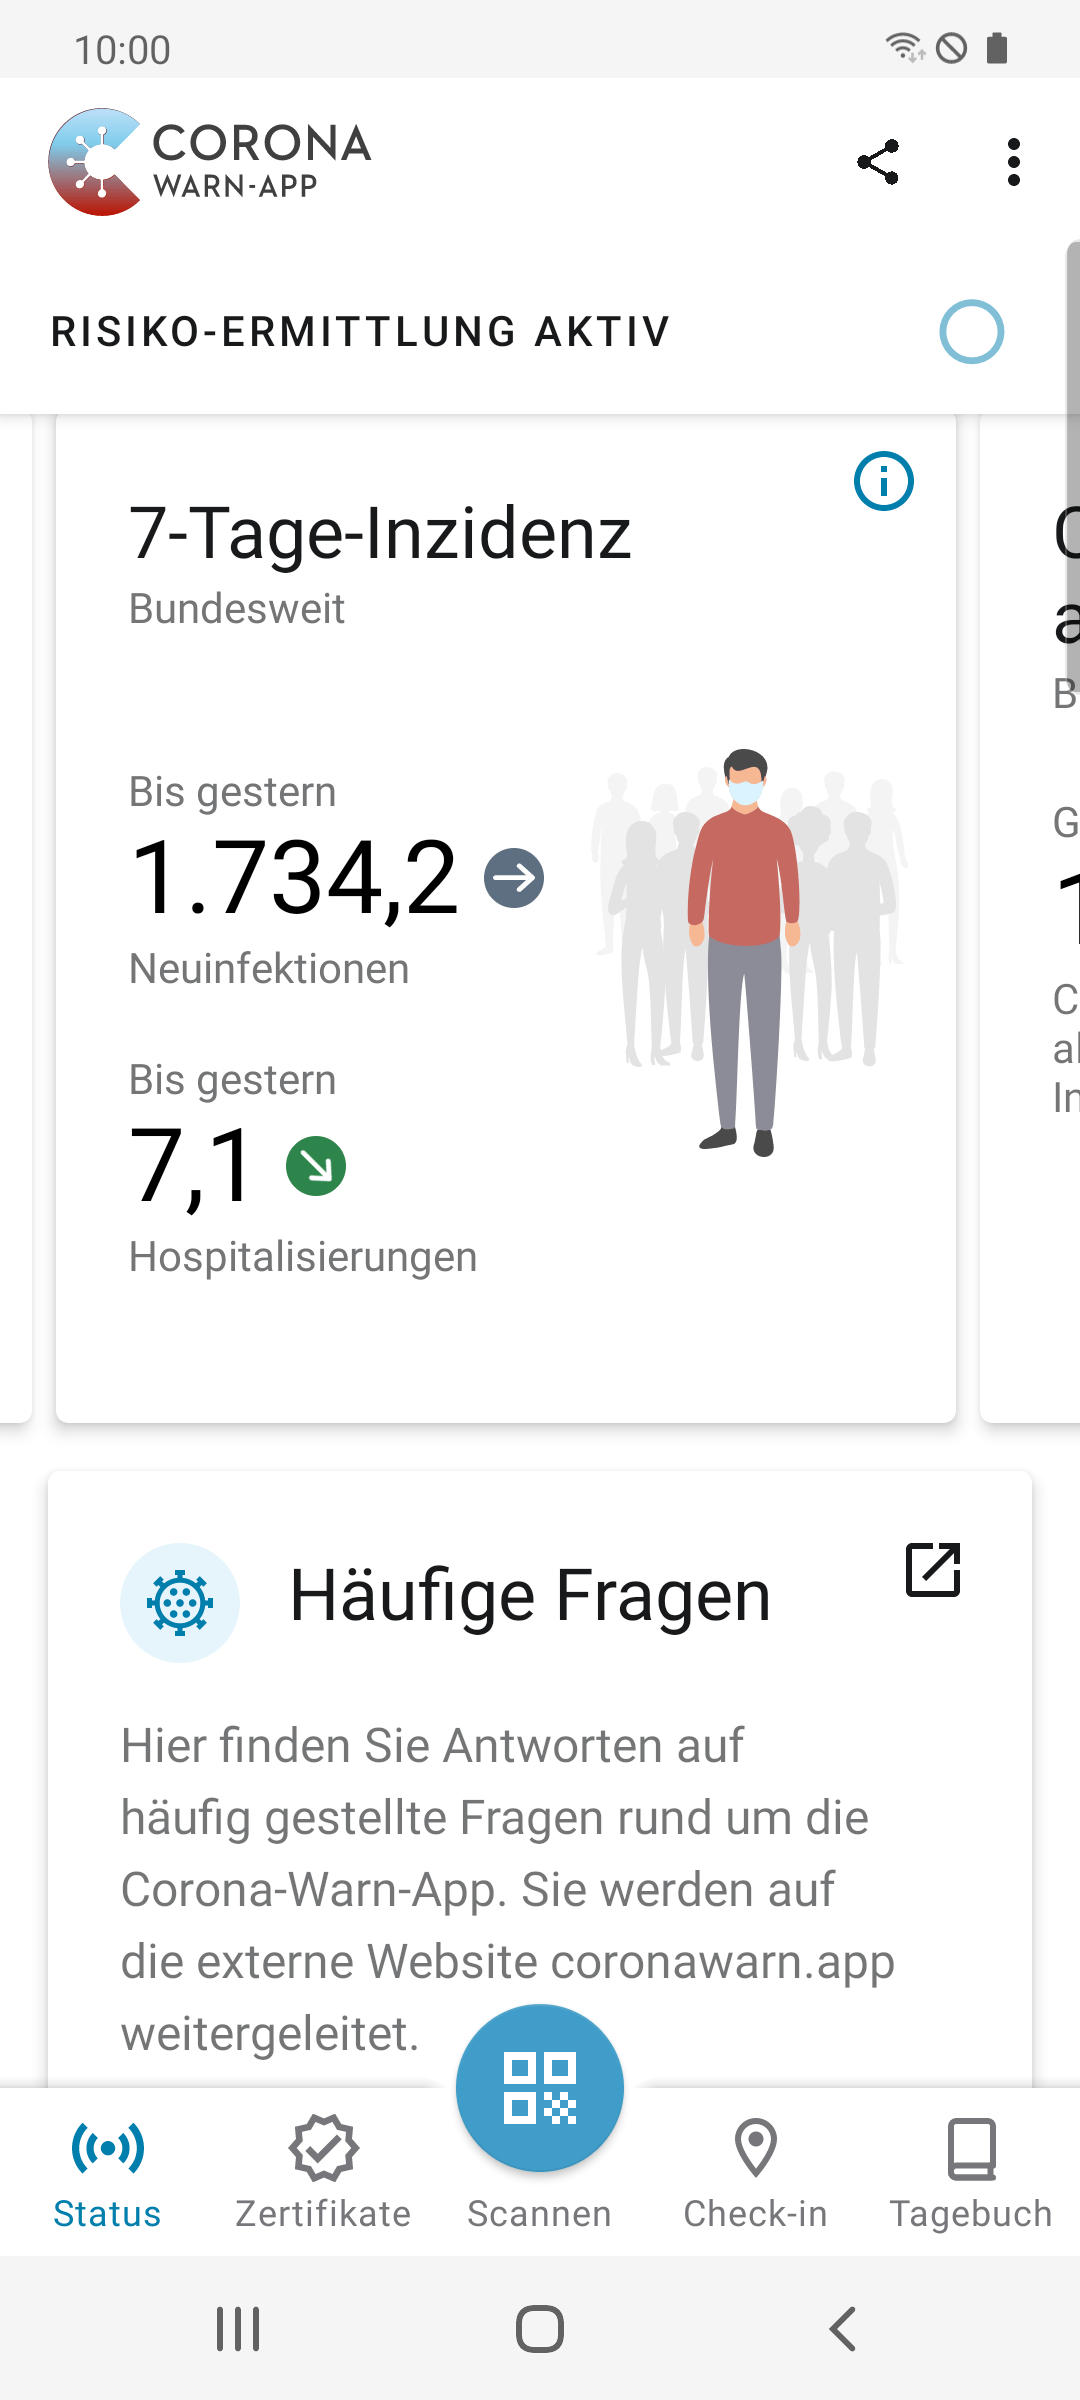 10:00
CORONA
WARN-APP
RISIKO-ERMITTLUNG AKTIV
7-Tage-Inzidenz
Bundesweit
Bis gestern
1.734,2
Neuinfektionen
Bis gestern
7,1
Hospitalisierungen
Häufige Fragen
Hier finden Sie Antworten auf
häufig gestellte Fragen rund um die
Corona-Warn-App. Sie werden auf
die externe Website coronawarn.app
weitergeleitet.
Status
Zertifikate
Scannen
Check-in
Tagebuch